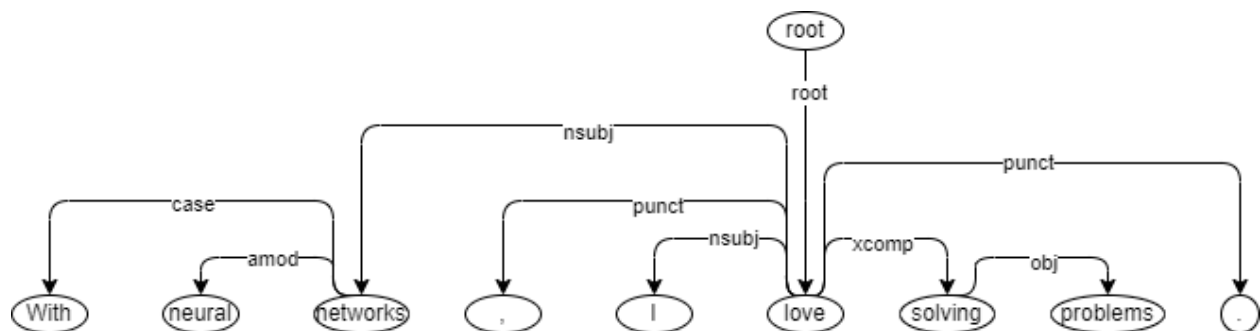 root
root
nsubj
punct
case
punct
nsubj
xcomp
amod
obj
With neural networks , I love solving problems .